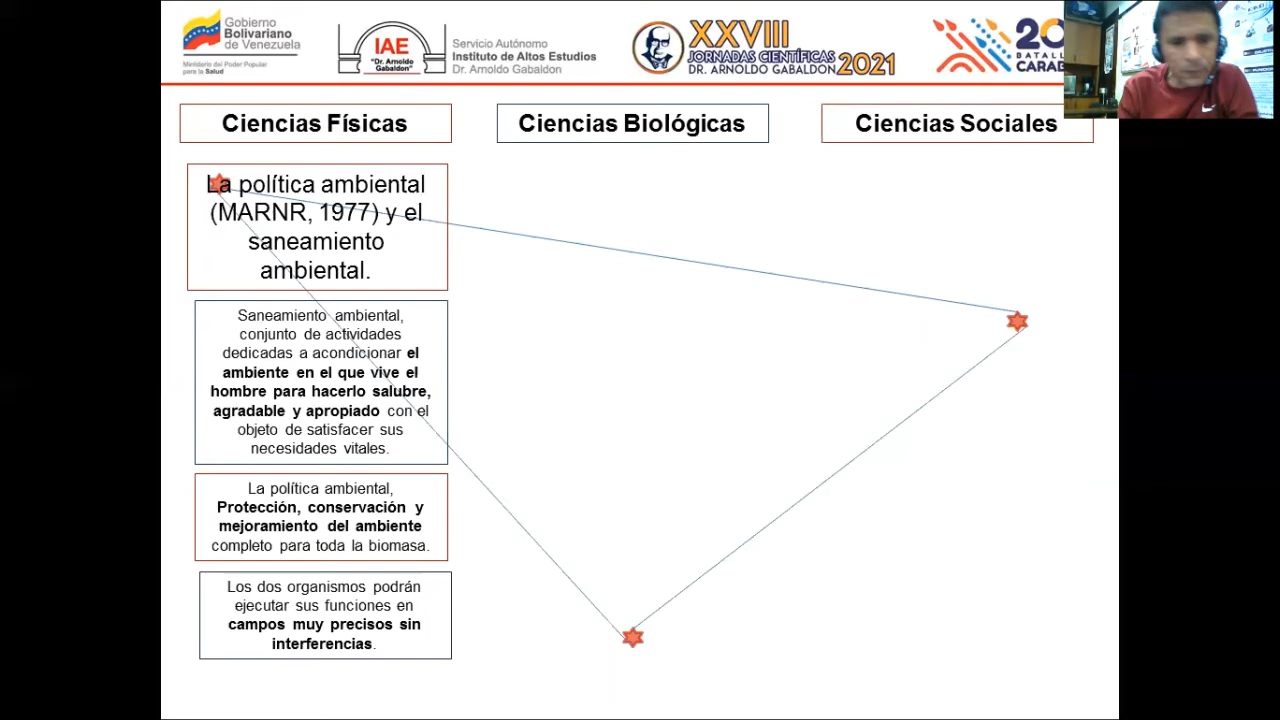 Gobierno
Bolivariano
de Venezuela
Ministerio del Poder Popular
para la Salud
IAE
"Dr. Arnoldo
Gabaldon"
Servicio Autónomo
Instituto de Altos Estudios
Dr. Arnoldo Gabaldon
XXVIII
JORNADAS CIENTÍFICAS
DR. ARNOLDO GABALDON 2021
20
BATALL
CARAB
Ciencias Físicas
Ciencias Biológicas
Ciencias Sociales
La política ambiental
(MARNR, 1977) y el
saneamiento
ambiental.
Saneamiento ambiental,
conjunto de actividades
dedicadas a acondicionar el
ambiente en el que vive el
hombre para hacerlo salubre,
agradable y apropiado con el
objeto de satisfacer sus
necesidades vitales.
La política ambiental,
Protección, conservación y
mejoramiento del ambiente
completo para toda la biomasa.
Los dos organismos podrán
ejecutar sus funciones en
campos muy precisos sin
interferencias.